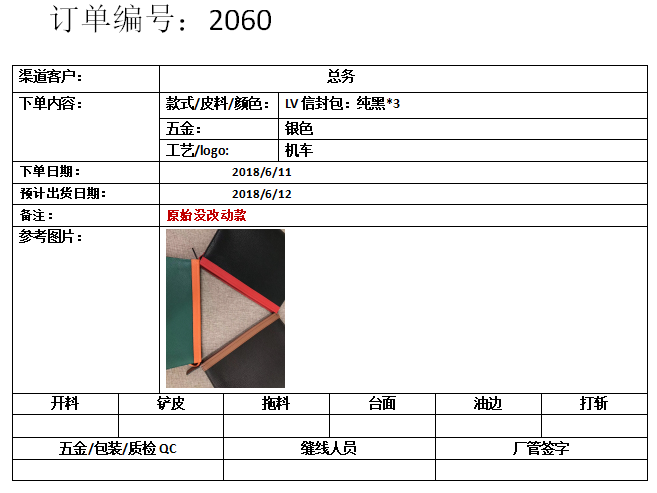 订单编号：2060
渠道客户： 总务
下单内容： 款式/皮料/颜色： LV 信封包：纯黑*3
五金： 银色
工艺/logo: 机车
下单日期： 2018/6/11
预计出货日期： 2018/6/12
备注： 原始没改动款
参考图片：
开料 铲皮 拖料 台面 油边 打斩
五金/包装/质检 QC 缝线人员 厂管签字